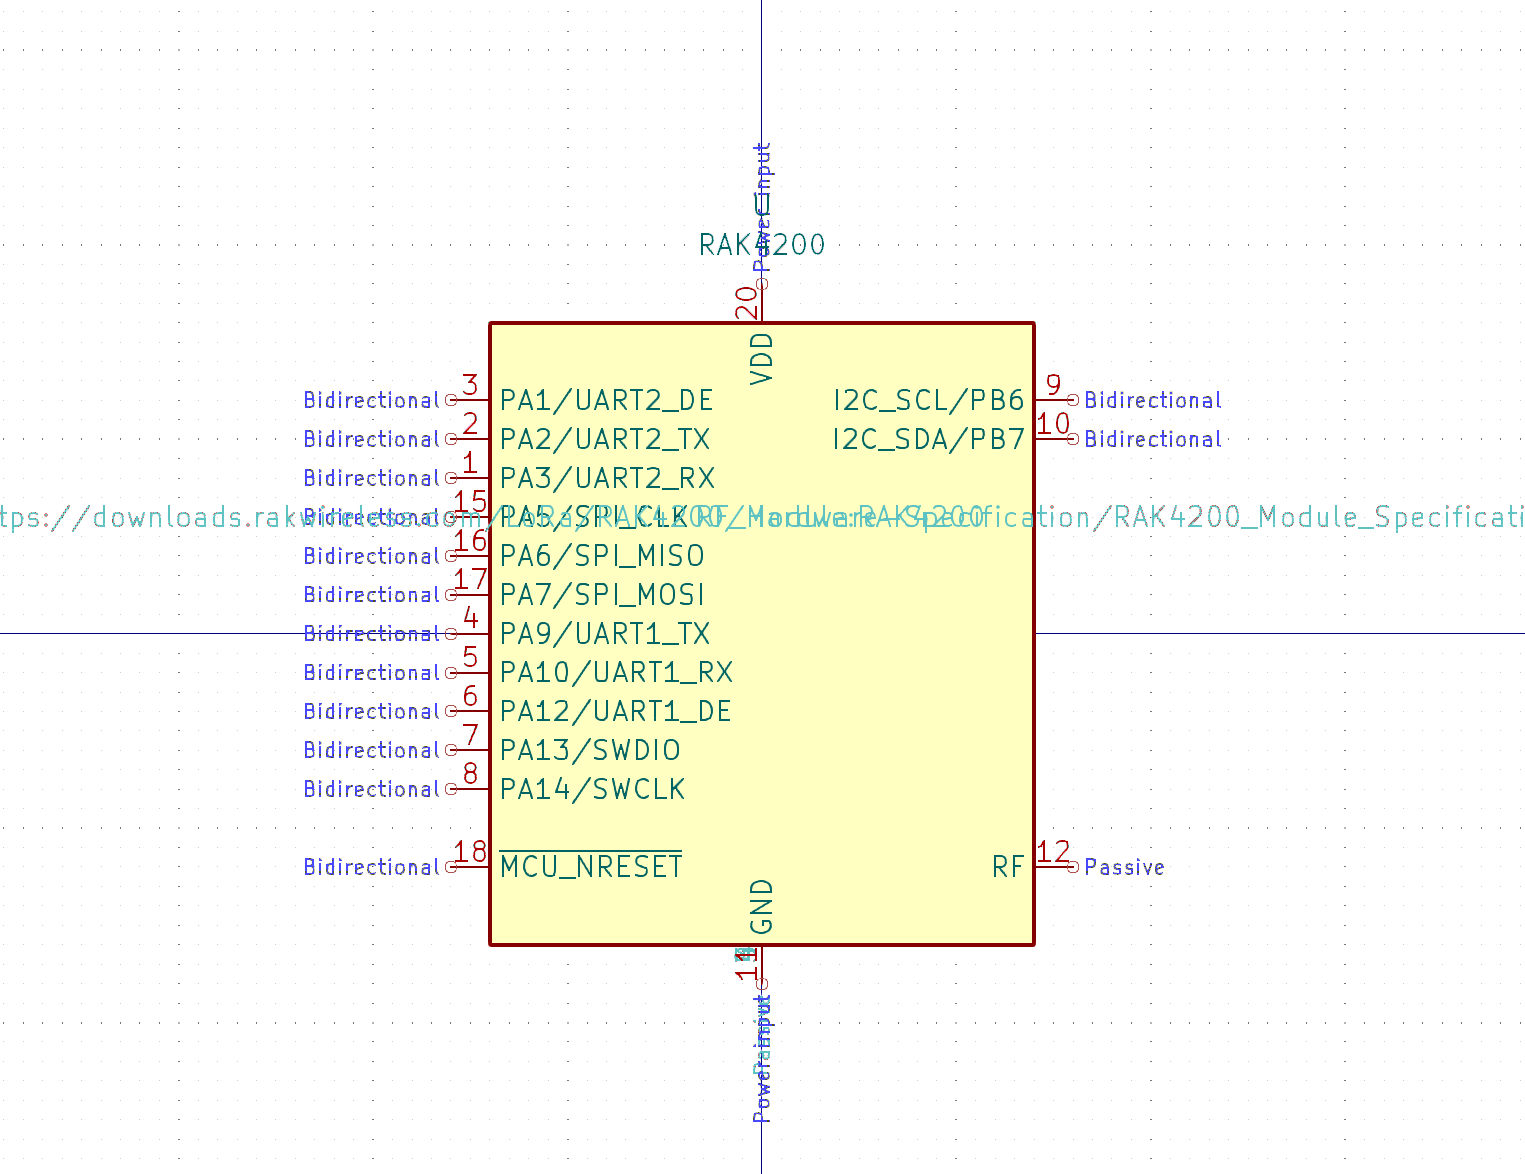 Power input
U
RAK4200
20
VDD
Bidirectional 3 PA1/UART2_DE I2C_SCL/PB6 9 Bidirectional
Bidirectional 2 PA2/UART2_TX I2C_SDA/PB7 10 Bidirectional
Bidirectional 1 PA3/UART2_RX
Bidirectional 15 PA5/SPI_CLK
tps://downloads.rakwireless.com/LoRa/RAK4200/Hardware-Specification/RAK4200_Module_Specificati
RF_Module:RAK4200
Bidirectional 16 PA6/SPI_MISO
Bidirectional 17 PA7/SPI_MOSI
Bidirectional 4 PA9/UART1_TX
Bidirectional 5 PA10/UART1_RX
Bidirectional 6 PA12/UART1_DE
Bidirectional 7 PA13/SWDIO
Bidirectional 8 PA14/SWCLK
Bidirectional 18 MCU_NRESET RF 12 Passive
GND
11
Power input
Passive